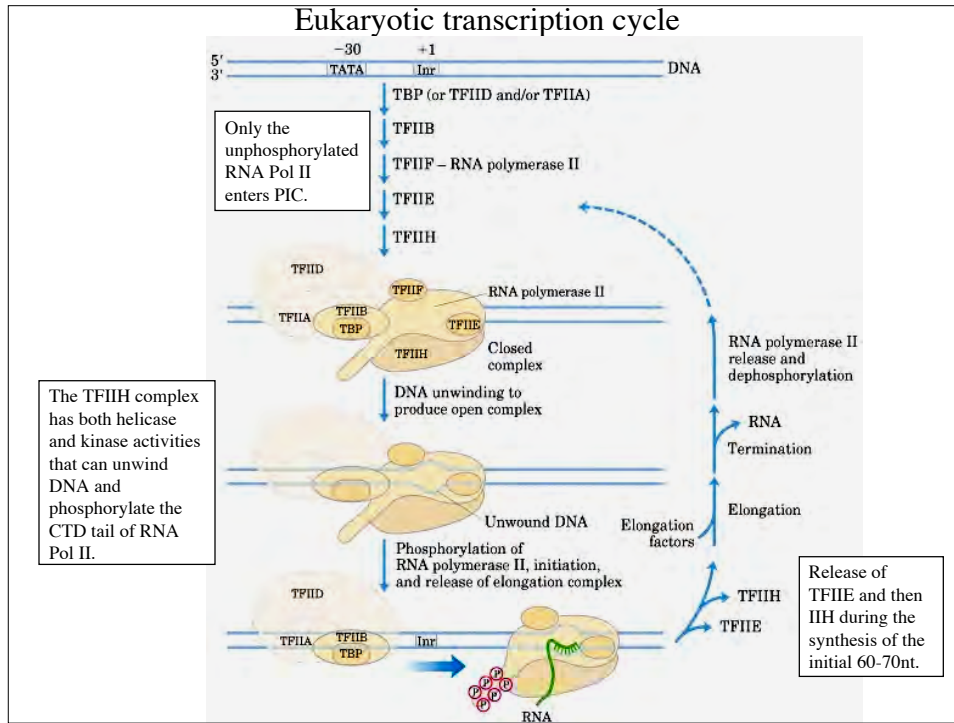 Eukaryotic transcription cycle
−30
+1
5′
3′
TATA
Inr
DNA
TBP (or TFIID and/or TFIIA)
Only the
unphosphorylated
RNA Pol II
enters PIC.
TFIIB
TFIIF – RNA polymerase II
TFIIE
TFIIH
TFIID
TFIIF
RNA polymerase II
TFIIA
TFIIB
TBP
TFIIE
TFIIH
Closed
complex
DNA unwinding to
produce open complex
The TFIIH complex
has both helicase
and kinase activities
that can unwind
DNA and
phosphorylate the
CTD tail of RNA
Pol II.
Unwound DNA
Phosphorylation of
RNA polymerase II, initiation,
and release of elongation complex
TFIID
TFIIA
TFIIB
TBP
Inr
P
P
P
P
P
P
P
RNA
RNA polymerase II
release and
dephosphorylation
RNA
Termination
Elongation
Elongation
factors
TFIIH
TFIIE
Release of
TFIIE and then
IIH during the
synthesis of the
initial 60-70nt.